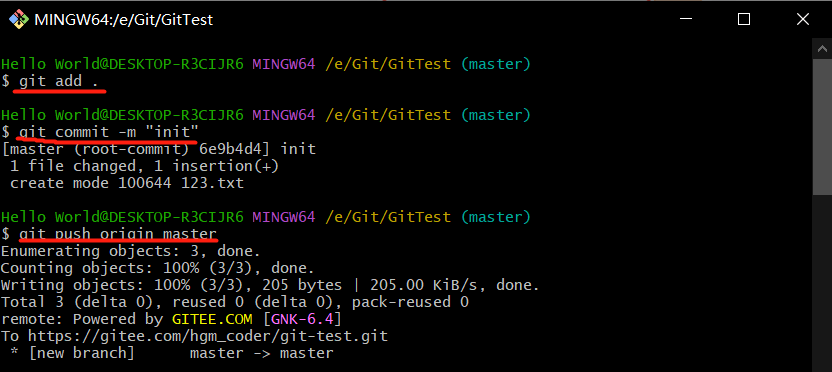 MINGW64:/e/Git/GitTest
Hello World@DESKTOP-R3CIJR6 MINGW64 /e/Git/GitTest (master)
$ git add .
Hello World@DESKTOP-R3CIJR6 MINGW64 /e/Git/GitTest (master)
$ git commit -m "init"
[master (root-commit) 6e9b4d4] init
 1 file changed, 1 insertion(+)
 create mode 100644 123.txt
Hello World@DESKTOP-R3CIJR6 MINGW64 /e/Git/GitTest (master)
$ git push origin master
Enumerating objects: 3, done.
Counting objects: 100% (3/3), done.
Writing objects: 100% (3/3), 205 bytes | 205.00 KiB/s, done.
Total 3 (delta 0), reused 0 (delta 0), pack-reused 0
remote: Powered by GITEE.COM [GNK-6.4]
To https://gitee.com/hgm_coder/git-test.git
 * [new branch]      master -> master